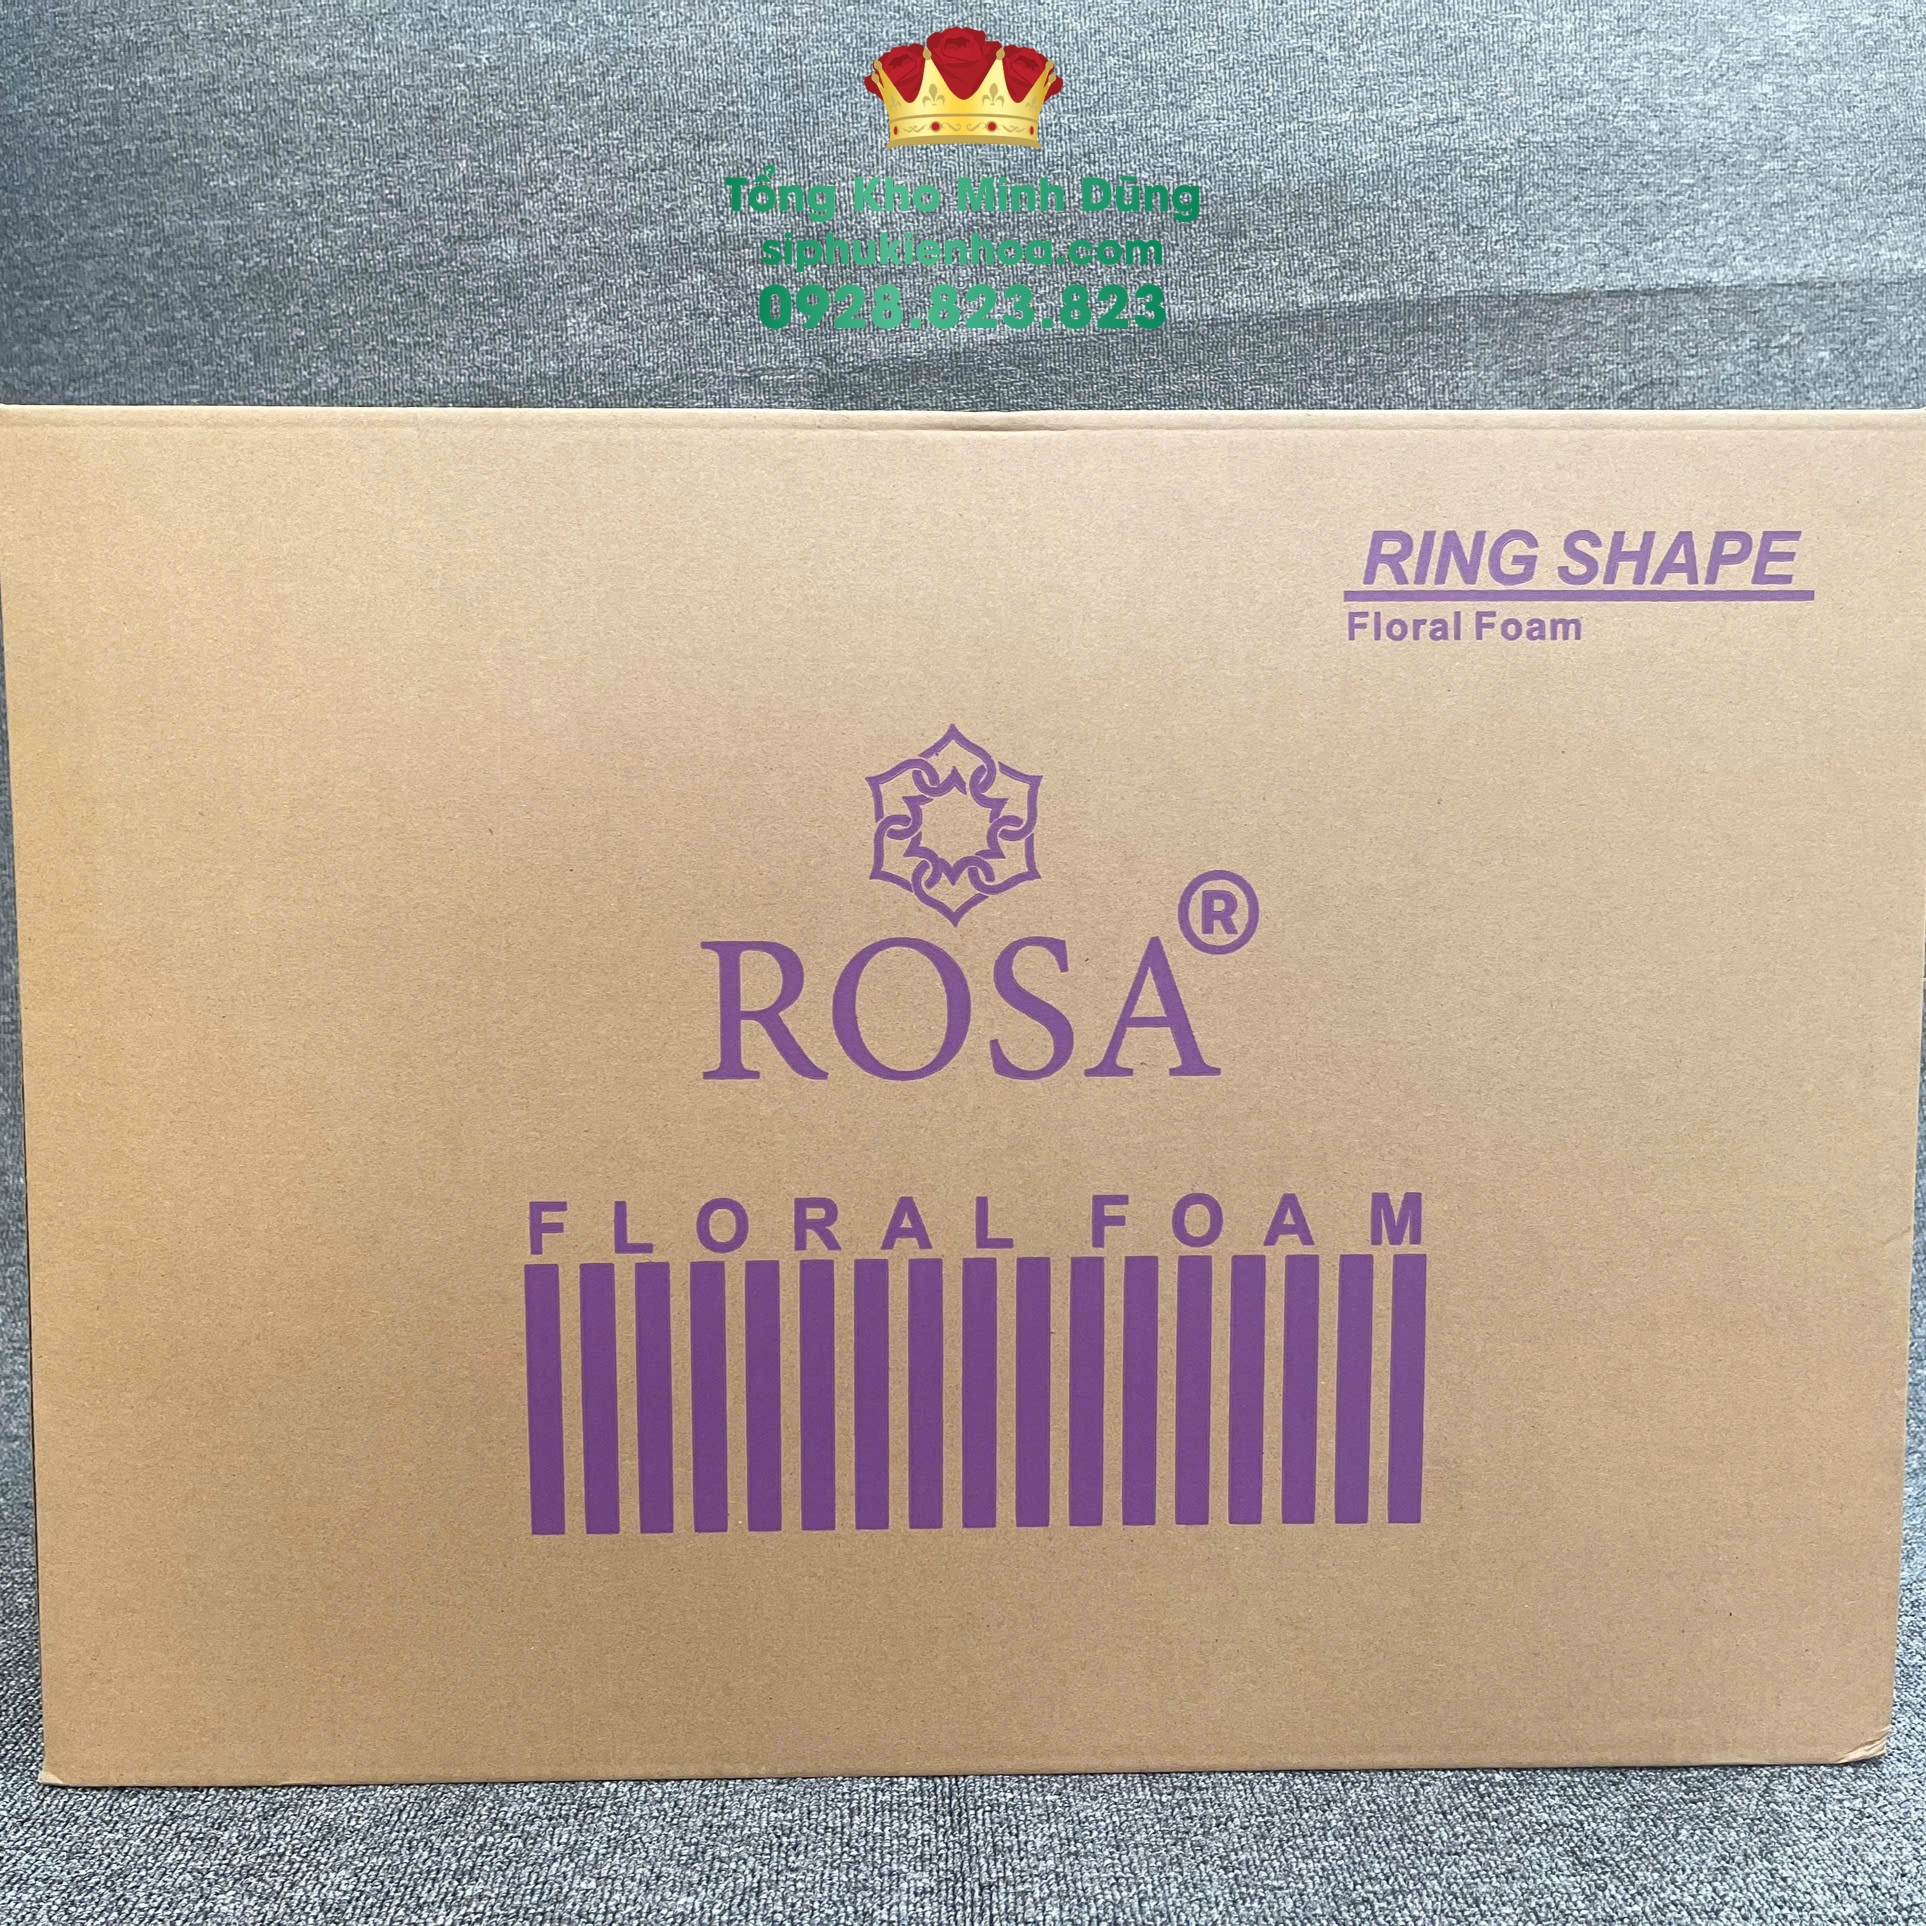 Tổng Kho Minh Dũng
siphukienhoa.com
0928.823.823
RING SHAPE
Floral Foam
ROSA®
FLORAL FOAM